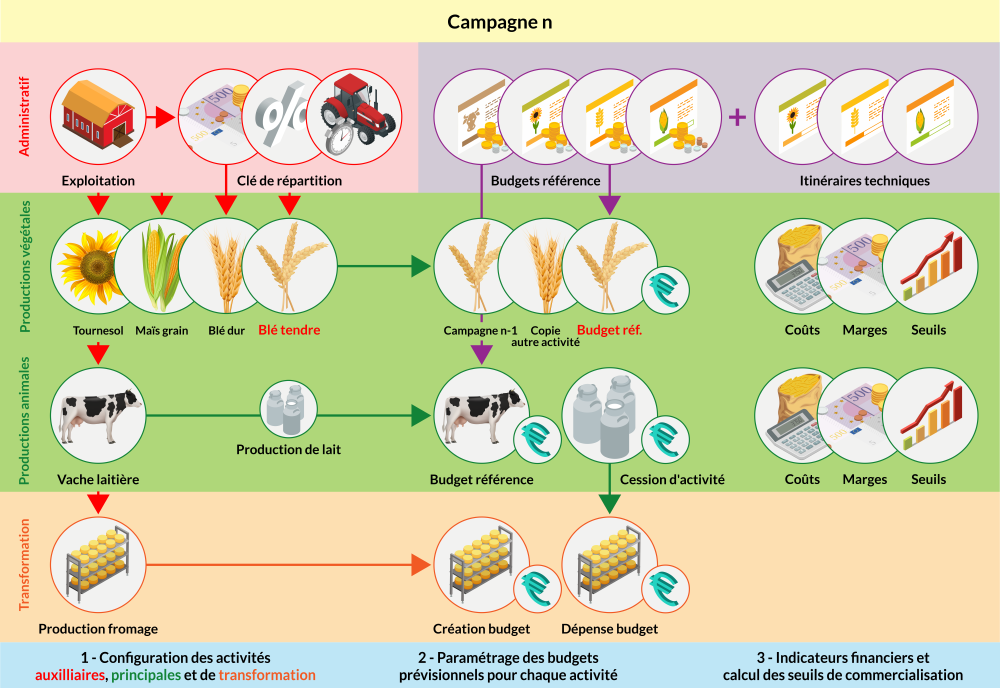 Campagne n
Administratif
Exploitation
Clé de répartition
Budgets référence
Itinéraires techniques
500
%
+
Productions végétales
Tournesol
Maïs grain
Blé dur
Blé tendre
Campagne n-1
Copie
autre activité
Budget réf.
€
Coûts
Marges
Seuils
500
Productions animales
Vache laitière
Production de lait
Budget référence
€
Cession d'activité
€
Coûts
Marges
Seuils
500
Transformation
Production fromage
Création budget
€
Dépense budget
€
1 - Configuration des activités
auxilliaires, principales et de transformation
2 - Paramétrage des budgets
prévisionnels pour chaque activité
3 - Indicateurs financiers et
calcul des seuils de commercialisation